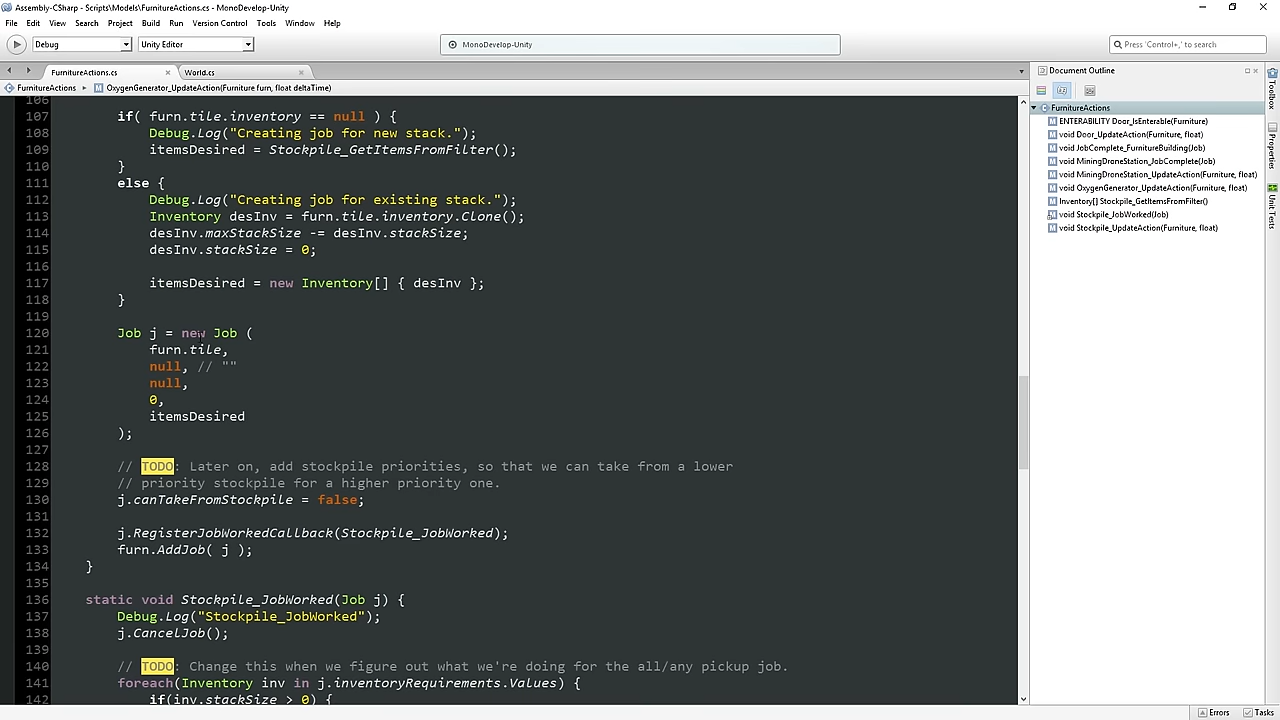 Assembly-CSharp - Scripts\Models\FurnitureActions.cs - MonoDevelop-Unity
File Edit View Search Project Build Run Version Control Tools Window Help
Debug Unity Editor MonoDevelop-Unity Press 'Control+,' to search
FurnitureActions.cs World.cs
FurnitureActions OxygenGenerator_UpdateAction(Furniture furn, float deltaTime)
106
107 if( furn.tile.inventory == null ) {
108 Debug.Log("Creating job for new stack.");
109 itemsDesired = Stockpile_GetItemsFromFilter();
110 }
111 else {
112 Debug.Log("Creating job for existing stack.");
113 Inventory desInv = furn.tile.inventory.Clone();
114 desInv.maxStackSize -= desInv.stackSize;
115 desInv.stackSize = 0;
116
117 itemsDesired = new Inventory[] { desInv };
118 }
119
120 Job j = new Job (
121 furn.tile,
122 null, // ""
123 null,
124 0,
125 itemsDesired
126 );
127
128 // TODO: Later on, add stockpile priorities, so that we can take from a lower
129 // priority stockpile for a higher priority one.
130 j.canTakeFromStockpile = false;
131
132 j.RegisterJobWorkedCallback(Stockpile_JobWorked);
133 furn.AddJob( j );
134 }
135
136 static void Stockpile_JobWorked(Job j) {
137 Debug.Log("Stockpile_JobWorked");
138 j.CancelJob();
139
140 // TODO: Change this when we figure out what we're doing for the all/any pickup job.
141 foreach(Inventory inv in j.inventoryRequirements.Values) {
142 if(inv.stackSize > 0) {
Document Outline
FurnitureActions
ENTERABILITY Door_IsEnterable(Furniture)
void Door_UpdateAction(Furniture, float)
void JobComplete_FurnitureBuilding(Job)
void MiningDroneStation_JobComplete(Job)
void MiningDroneStation_UpdateAction(Furniture, float)
void OxygenGenerator_UpdateAction(Furniture, float)
Inventory[] Stockpile_GetItemsFromFilter()
void Stockpile_JobWorked(Job)
void Stockpile_UpdateAction(Furniture, float)
Toolbox
Properties
Unit Tests
Errors Tasks